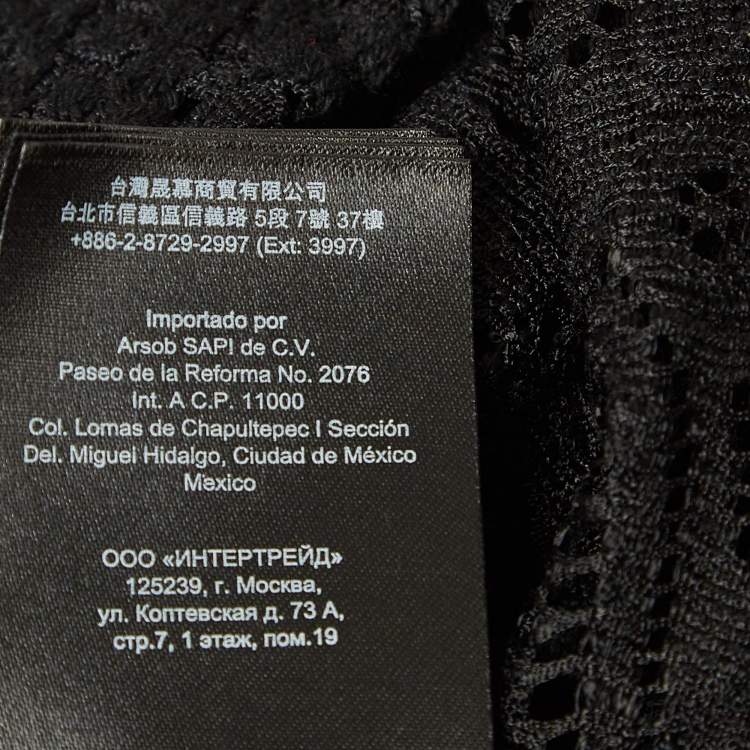 台灣晟慕商貿有限公司
台北市信義區信義路 5段 7號 37樓
+886-2-8729-2997 (Ext: 3997)
Importado por
Arsob SAPI de C.V.
Paseo de la Reforma No. 2076
Int. A C.P. 11000
Col. Lomas de Chapultepec I Sección
Del. Miguel Hidalgo, Ciudad de México
Mexico
ООО «ИНТЕРТРЕЙД»
125239, г. Москва,
ул. Коптевская д. 73 А,
стр.7, 1 этаж, пом.19